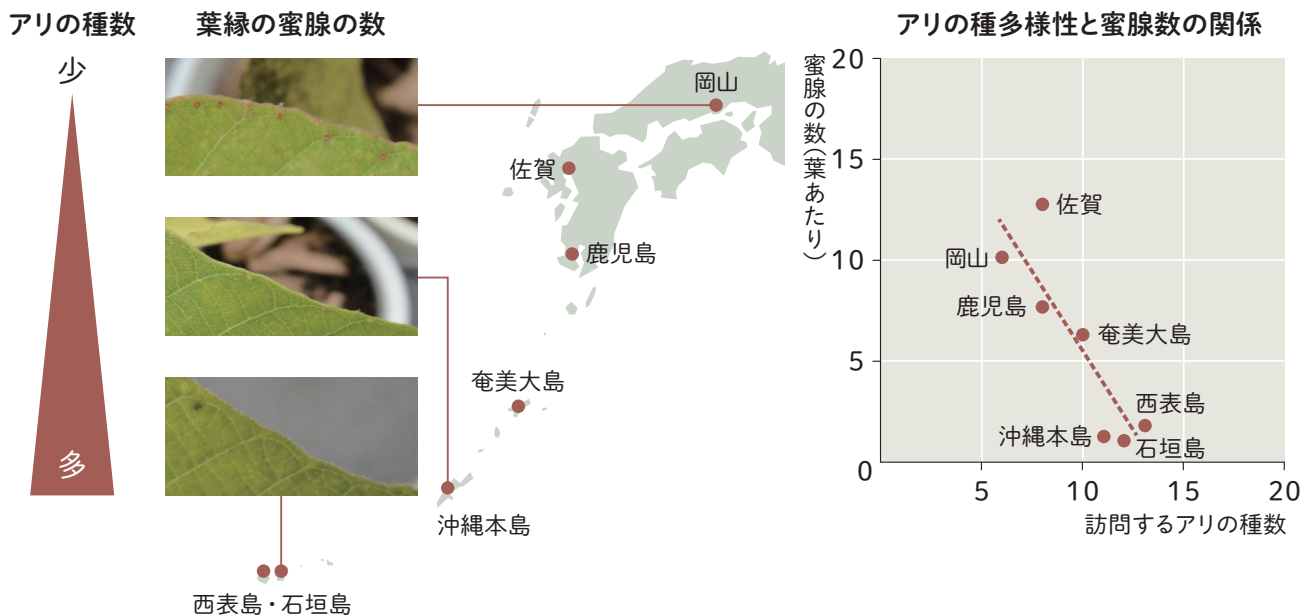 アリの種数
少
多
葉縁の蜜腺の数
岡山
佐賀
鹿児島
奄美大島
沖縄本島
西表島・石垣島
アリの種多様性と蜜腺数の関係
蜜腺の数(葉あたり)
20
15
10
5
0
佐賀
岡山
鹿児島
奄美大島
西表島
沖縄本島
石垣島
5 10 15 20
訪問するアリの種数